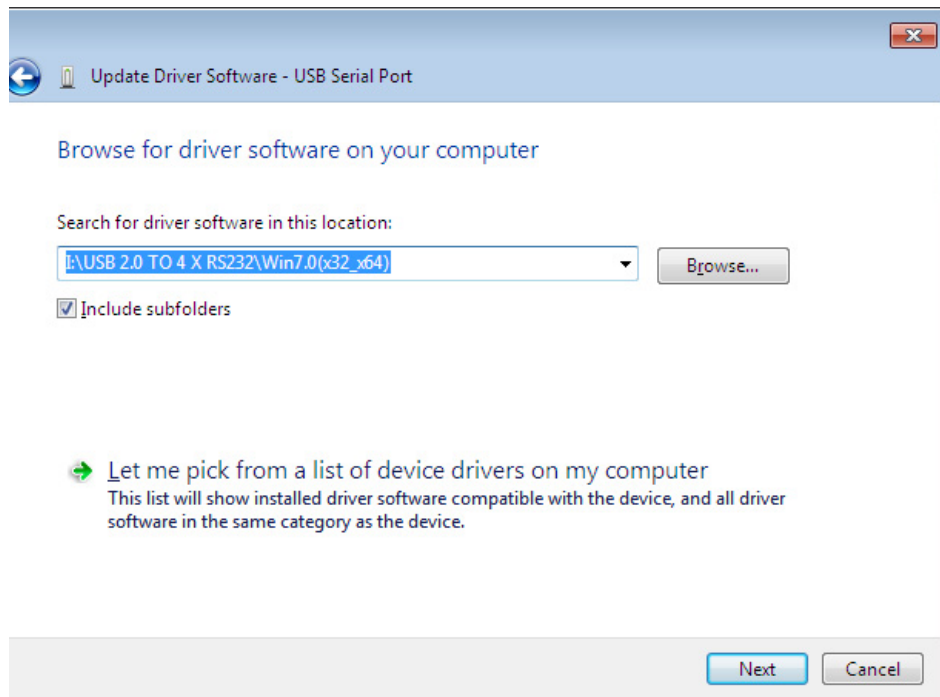 Update Driver Software - USB Serial Port
Browse for driver software on your computer
Search for driver software in this location:
I:\USB 2.0 TO 4 X RS232\Win7.0(x32_x64)
Browse...
Include subfolders
Let me pick from a list of device drivers on my computer
This list will show installed driver software compatible with the device, and all driver
software in the same category as the device.
Next
Cancel